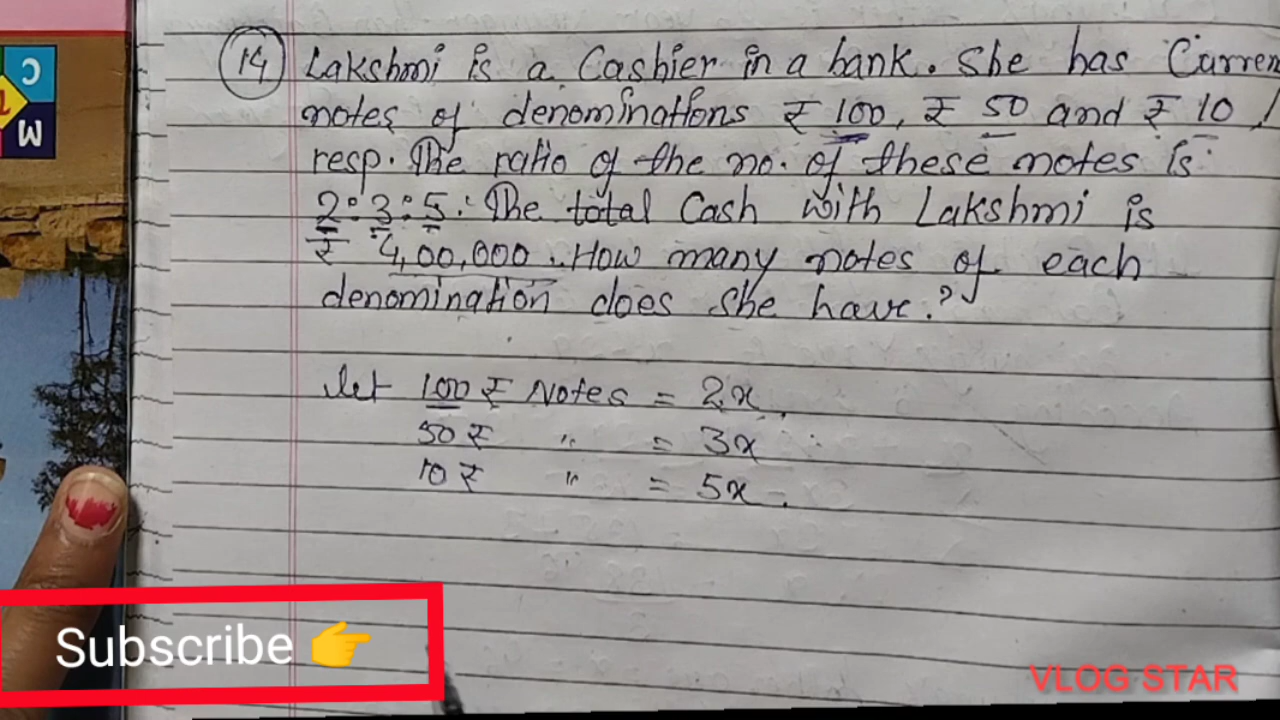 14 Lakshmi is a Cashier in a bank. She has Curren
notes of denominations ₹ 100, ₹ 50 and ₹ 10,
resp. The ratio of the no. of these notes is
2:3:5. The total Cash with Lakshmi is
₹ 4,00,000. How many notes of each
denomination does she have?
Let 100 ₹ Notes = 2x.
50 ₹ " = 3x
10 ₹ " = 5x.
Subscribe 👉
VLOG STAR